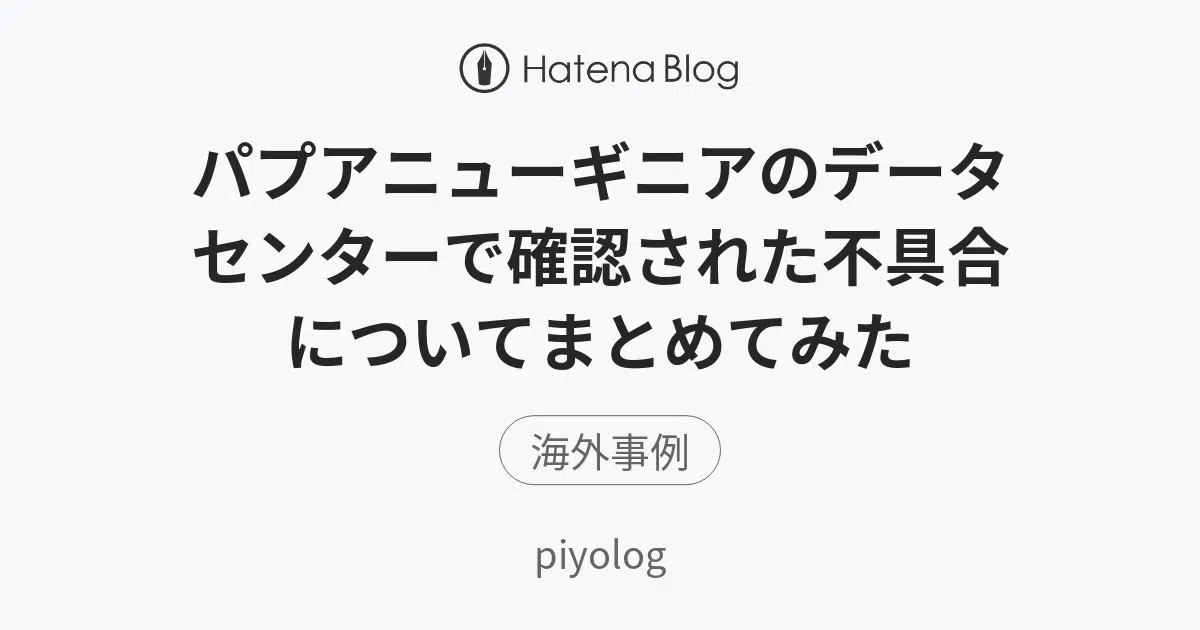 Hatena Blog
パプアニューギニアのデータ
センターで確認された不具合
についてまとめてみた
海外事例
piyolog